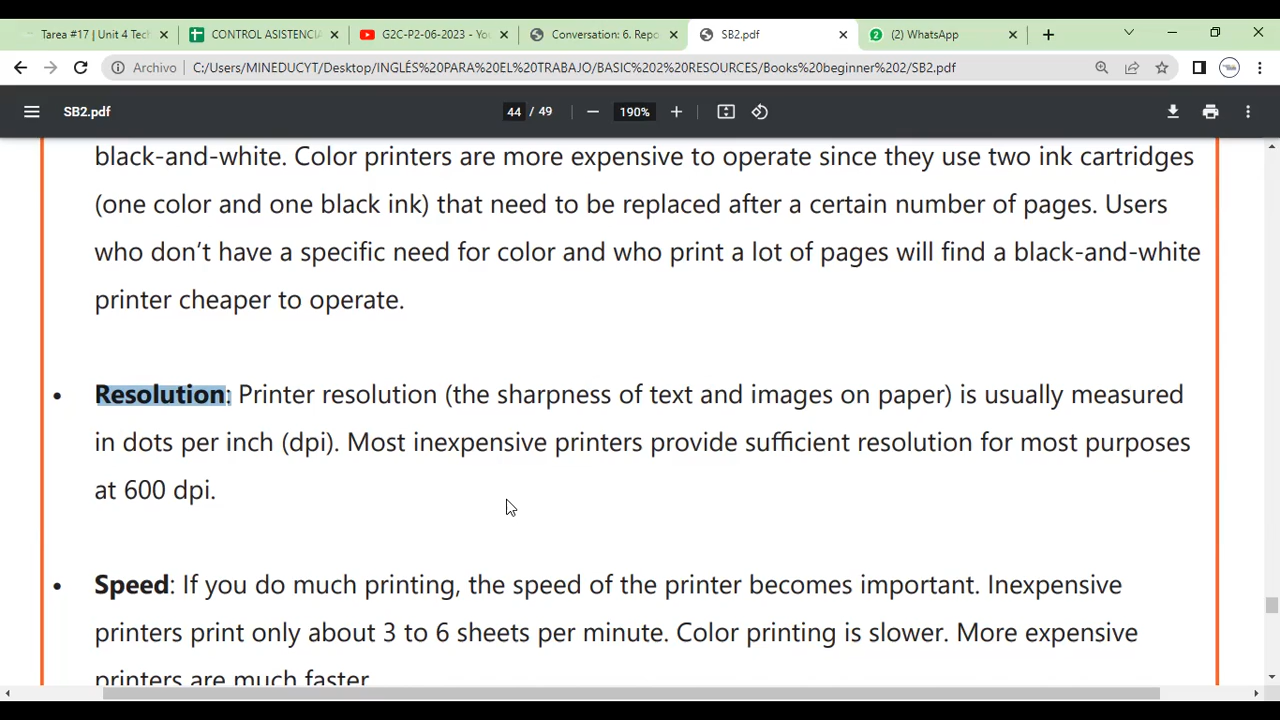 Tarea #17 | Unit 4 Tech
CONTROL ASISTENCIA
G2C-P2-06-2023 - You
Conversation: 6. Repo
SB2.pdf
(2) WhatsApp
Archivo
C:/Users/MINEDUCYT/Desktop/INGLÉS%20PARA%20EL%20TRABAJO/BASIC%202%20RESOURCES/Books%20beginner%202/SB2.pdf
SB2.pdf
44 / 49
190%
black-and-white. Color printers are more expensive to operate since they use two ink cartridges
(one color and one black ink) that need to be replaced after a certain number of pages. Users
who don’t have a specific need for color and who print a lot of pages will find a black-and-white
printer cheaper to operate.
• Resolution: Printer resolution (the sharpness of text and images on paper) is usually measured
in dots per inch (dpi). Most inexpensive printers provide sufficient resolution for most purposes
at 600 dpi.
• Speed: If you do much printing, the speed of the printer becomes important. Inexpensive
printers print only about 3 to 6 sheets per minute. Color printing is slower. More expensive
printers are much faster.